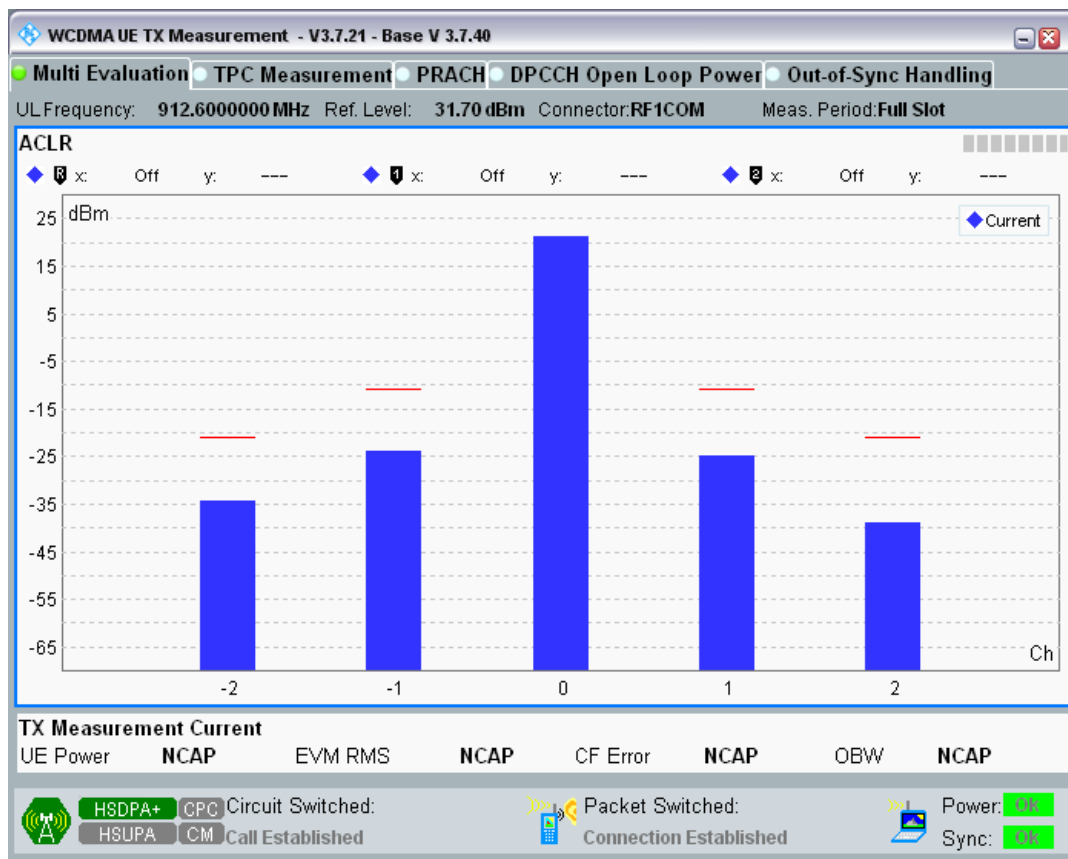 WCDMA UE TX Measurement - V3.7.21 - Base V 3.7.40
Multi Evaluation TPC Measurement PRACH DPCCH Open Loop Power Out-of-Sync Handling
UL Frequency: 912.6000000 MHz Ref. Level: 31.70 dBm Connector:RF1COM Meas. Period:Full Slot
ACLR
R x: Off y: --- 1 x: Off y: --- 2 x: Off y: ---
dBm
Current
25
15
5
-5
-15
-25
-35
-45
-55
-65
Ch
-2 -1 0 1 2
TX Measurement Current
UE Power NCAP EVM RMS NCAP CF Error NCAP OBW NCAP
HSDPA+ CPC Circuit Switched: Packet Switched: Power: OK
HSUPA CM Call Established Connection Established Sync: OK